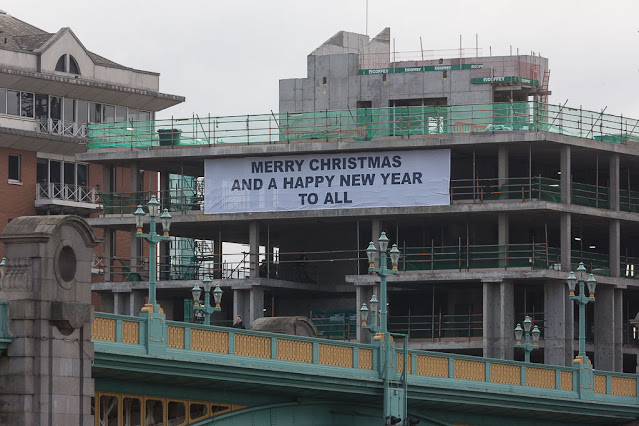 MERRY CHRISTMAS
AND A HAPPY NEW YEAR
TO ALL